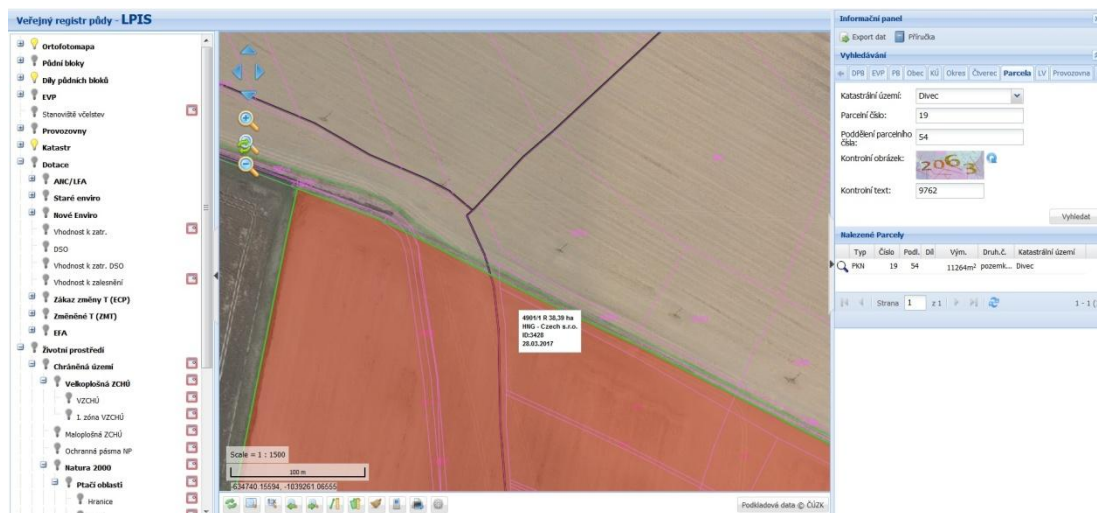 Veřejný registr půdy - LPIS
Ortofotomapa
Půdní bloky
Díly půdních bloků
EVP
Stanoviště včelstev
Provozovny
Katastr
Dotace
ANC/LFA
Staré enviro
Nové Enviro
Vhodnost k zatr.
DSO
Vhodnost k zatr. DSO
Vhodnost k zalesnění
Zákaz změny T (ECP)
Změněné T (ZMT)
EFA
Životní prostředí
Chráněná území
Velkoplošná ZCHÚ
VZCHÚ
1. zóna VZCHÚ
Maloplošná ZCHÚ
Ochranná pásma NP
Natura 2000
Ptačí oblasti
Hranice
4901/1 R 38,39 ha
HNG - Czech s.r.o.
ID:3428
28.03.2017
Scale = 1 : 1500
100 m
-634740.15594, -1039261.06555
Podkladová data © ČÚZK
Informační panel
Export dat Příručka
Vyhledávání
DPB EVP PB Obec KÚ Okres Čtverec Parcela LV Provozovna
Katastrální území: Divec
Parcelní číslo: 19
Poddělení parcelního čísla: 54
Kontrolní obrázek: 2063
Kontrolní text: 9762
Vyhledat
Nalezené Parcely
Typ Číslo Podl. Díl Vým. Druh.č. Katastrální území
PKN 19 54 11264m² pozemk... Divec
Strana 1 z 1 1 - 1 (